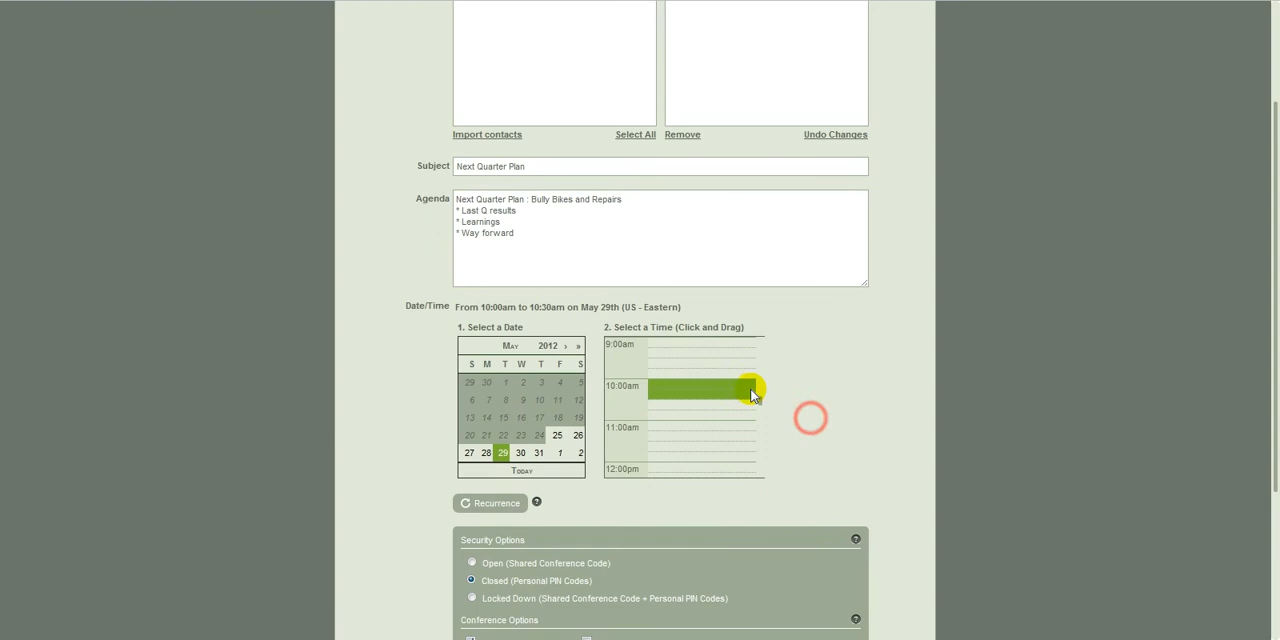 Import contacts Select All Remove Undo Changes
Subject Next Quarter Plan
Agenda Next Quarter Plan : Bully Bikes and Repairs
* Last Q results
* Learnings
* Way forward
Date/Time From 10:00am to 10:30am on May 29th (US - Eastern)
1. Select a Date 2. Select a Time (Click and Drag)
May 2012 › »
S M T W T F S
29 30 1 2 3 4 5
6 7 8 9 10 11 12
13 14 15 16 17 18 19
20 21 22 23 24 25 26
27 28 29 30 31 1 2
Today
9:00am
10:00am
11:00am
12:00pm
Recurrence ?
Security Options ?
Open (Shared Conference Code)
Closed (Personal PIN Codes)
Locked Down (Shared Conference Code + Personal PIN Codes)
Conference Options ?